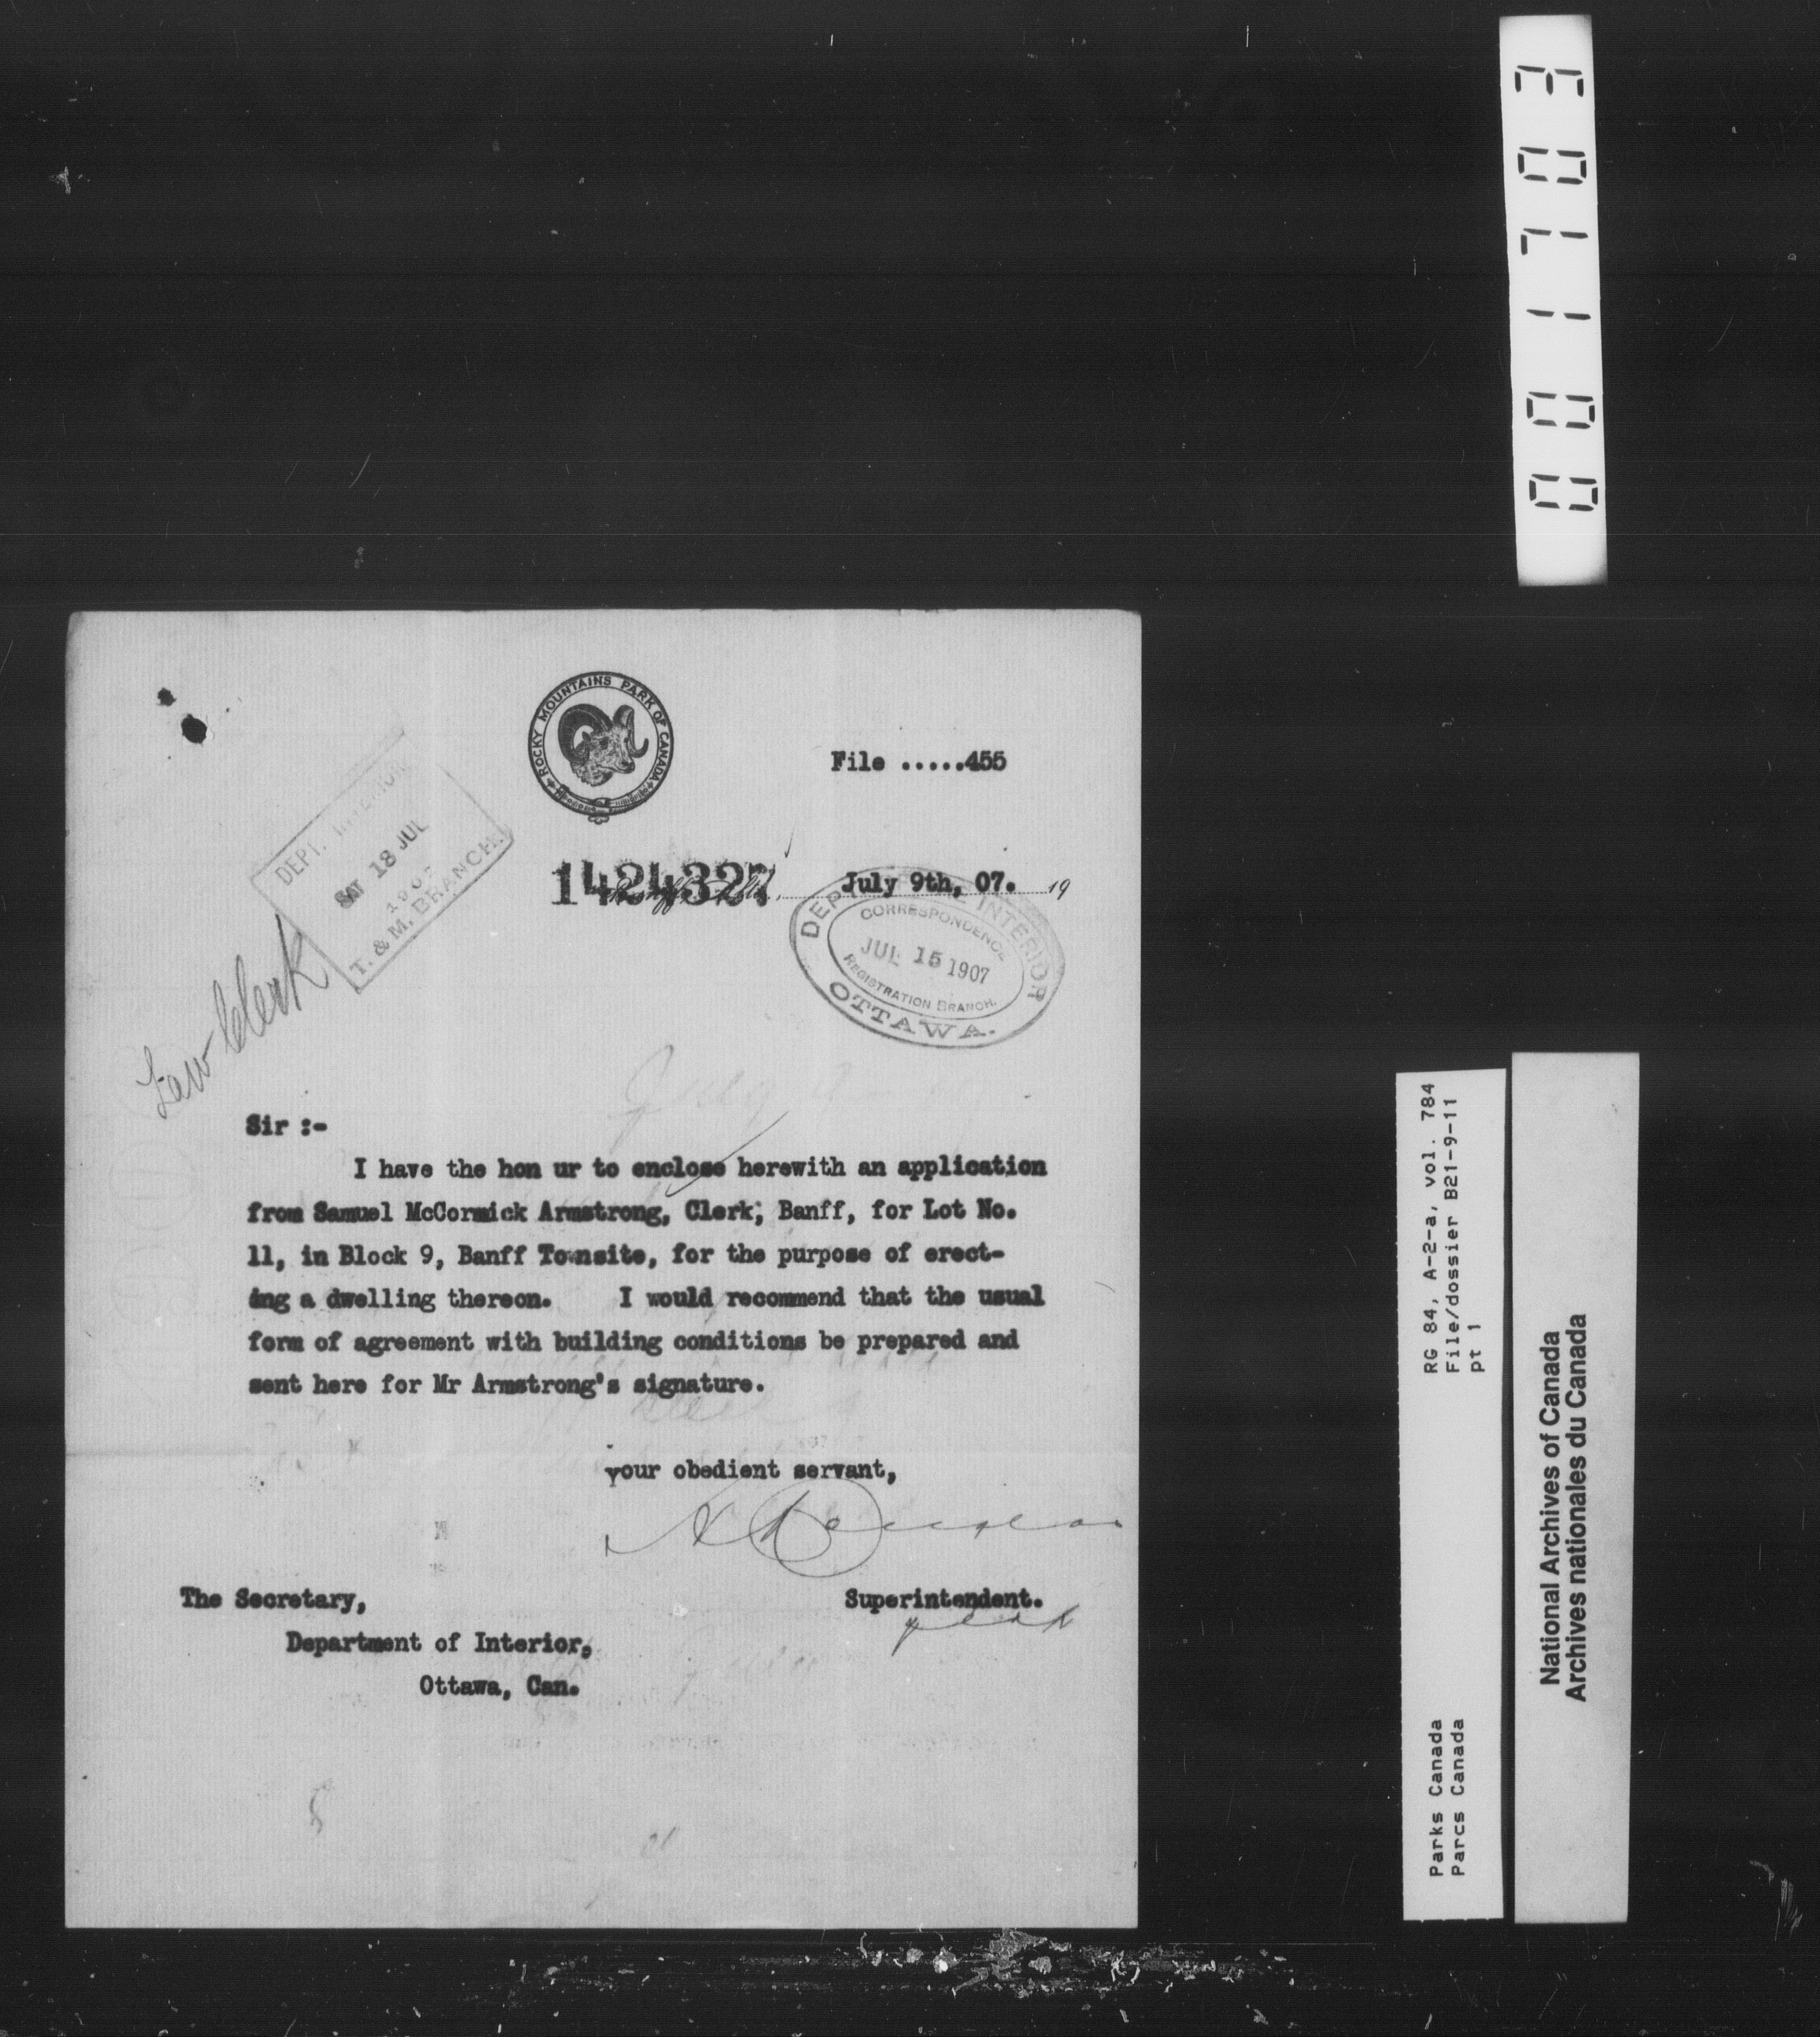 ROCKY MOUNTAINS PARK OF CANADA
File .....455
DEPT. INTERIOR
SAT 18 JUL
1907
T. & M. BRANCH.
1424327
July 9th, 07. 19
DEPT. INTERIOR
CORRESPONDENCE
JUL 15 1907
REGISTRATION BRANCH.
OTTAWA.
Law Clerk
Sir :-
I have the hon ur to enclose herewith an application
from Samuel McCormick Armstrong, Clerk, Banff, for Lot No.
11, in Block 9, Banff Townsite, for the purpose of erect-
ing a dwelling thereon. I would recommend that the usual
form of agreement with building conditions be prepared and
sent here for Mr Armstrong's signature.
your obedient servant,
Superintendent.
The Secretary,
Department of Interior,
Ottawa, Can.
001703
RG 84, A-2-a, vol. 784
File/dossier B21-9-11
pt 1
Parks Canada
Parcs Canada
National Archives of Canada
Archives nationales du Canada